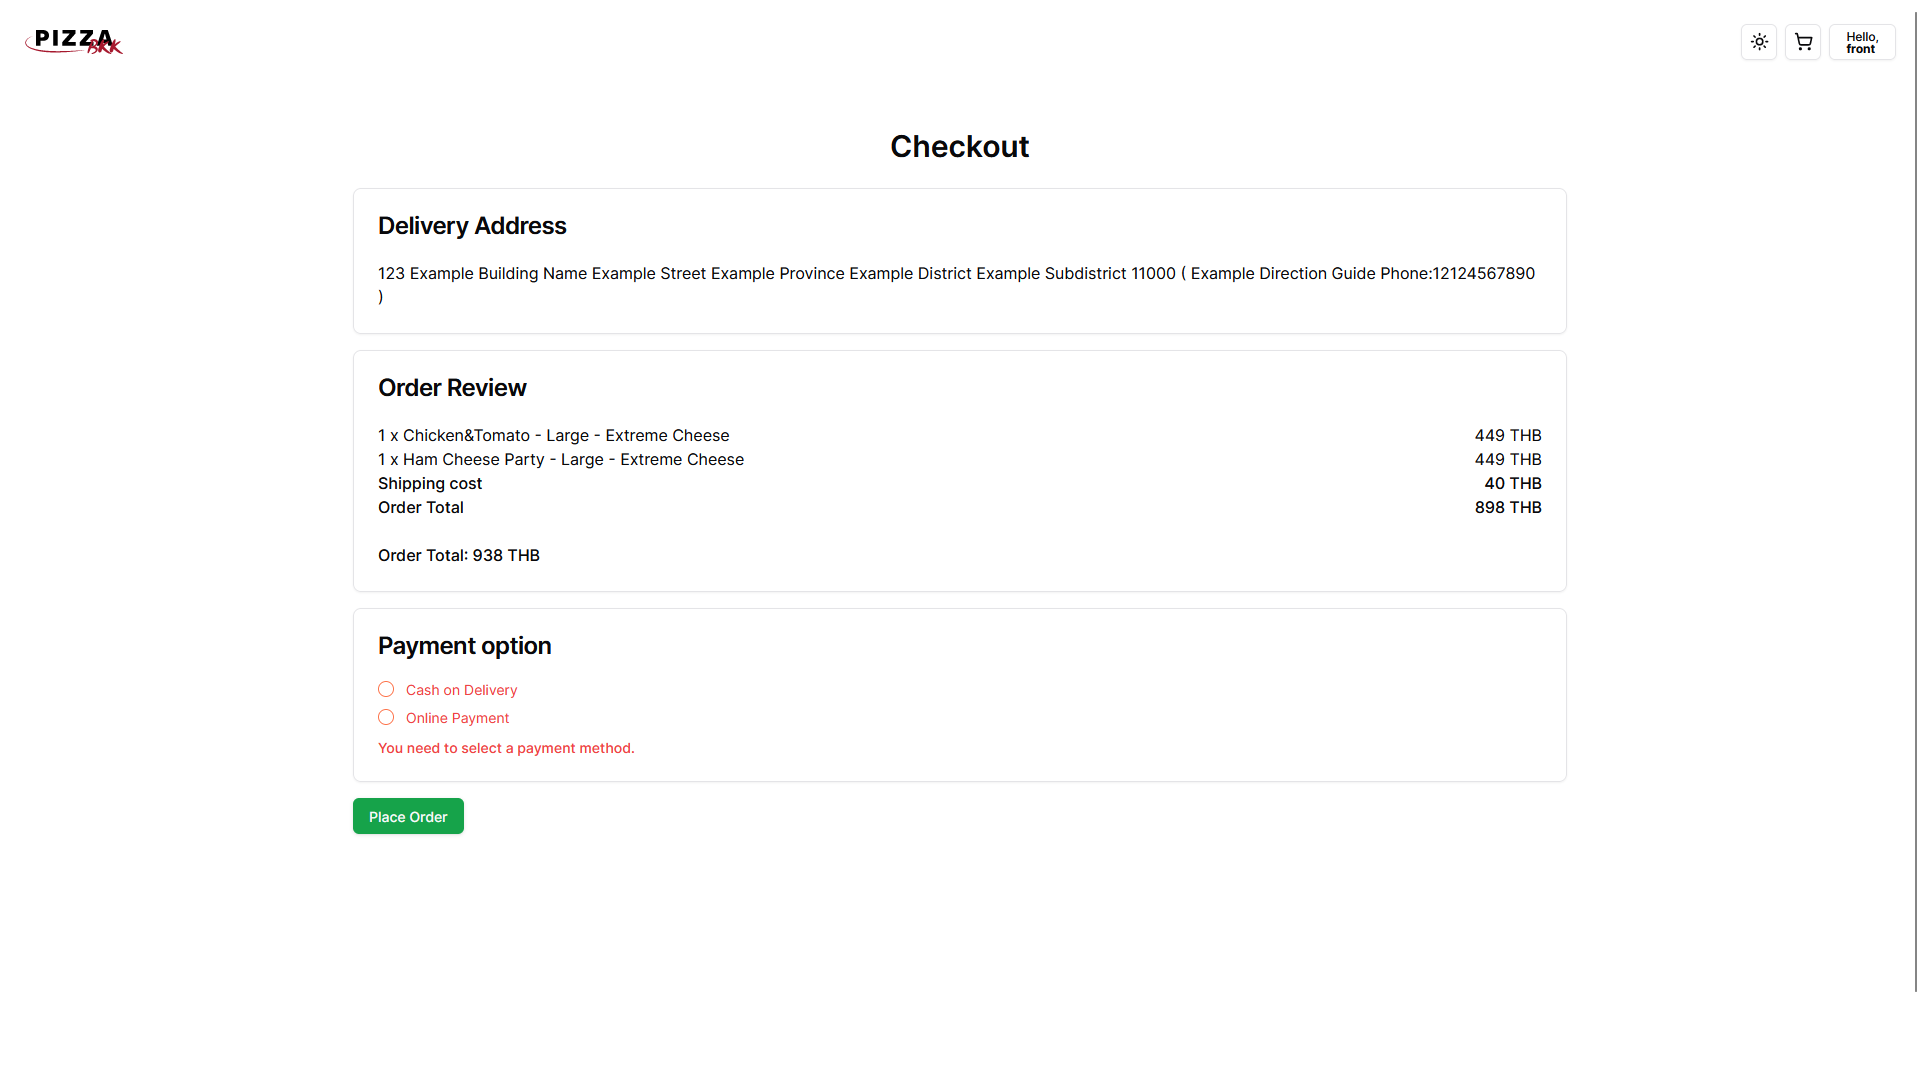 PIZZA
BKK
Hello,
front
Checkout
Delivery Address
123 Example Building Name Example Street Example Province Example District Example Subdistrict 11000 ( Example Direction Guide Phone:12124567890
)
Order Review
1 x Chicken&Tomato - Large - Extreme Cheese 449 THB
1 x Ham Cheese Party - Large - Extreme Cheese 449 THB
Shipping cost 40 THB
Order Total 898 THB
Order Total: 938 THB
Payment option
Cash on Delivery
Online Payment
You need to select a payment method.
Place Order